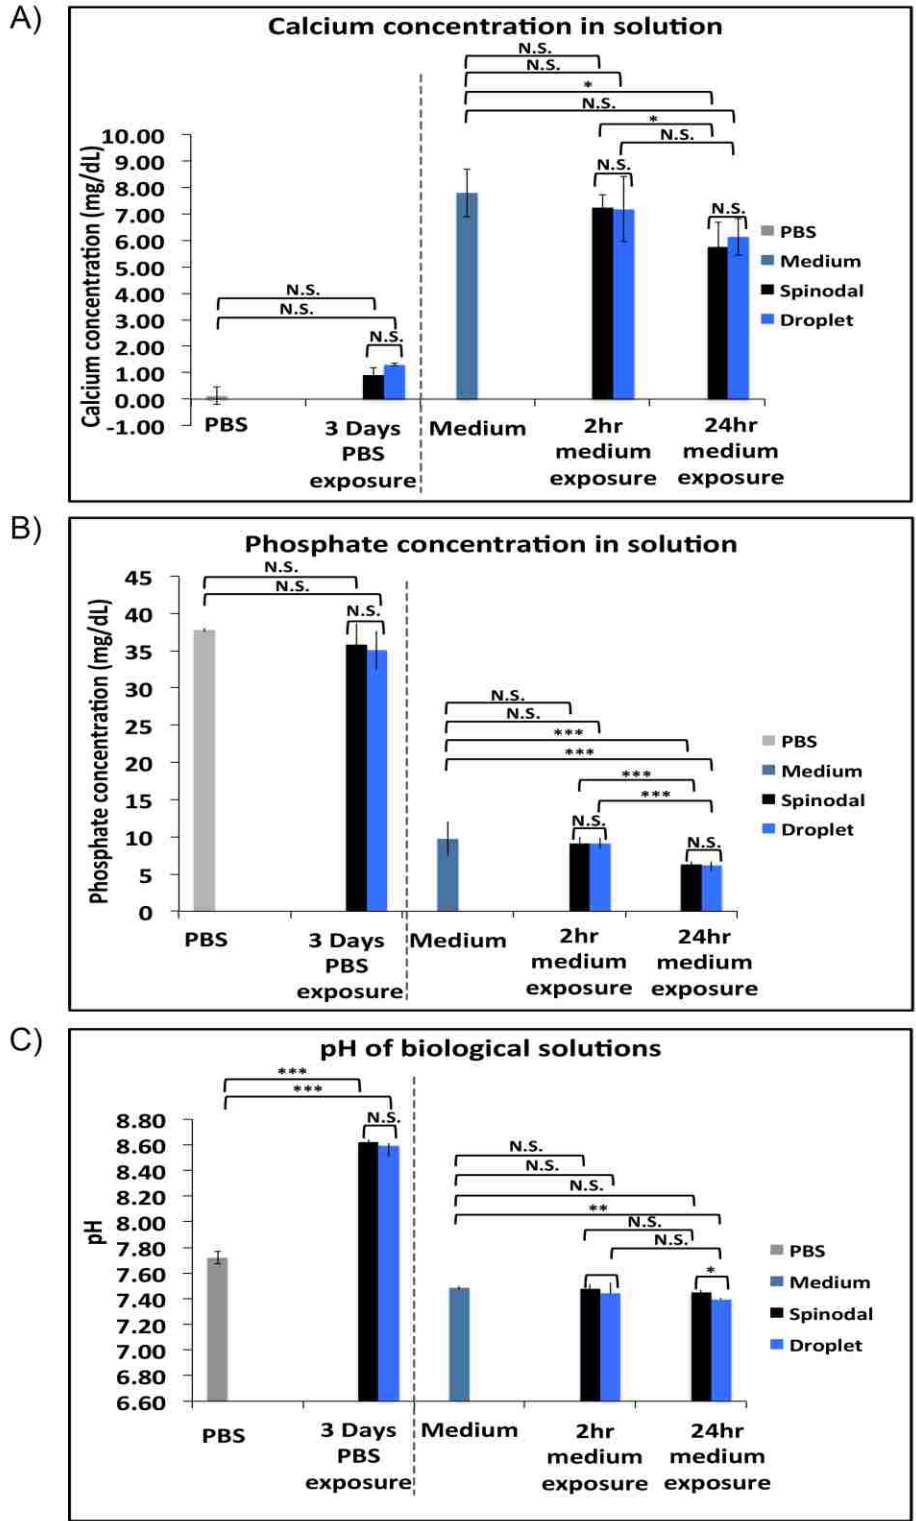 A)
Calcium concentration in solution
N.S.
N.S.
*
N.S.
*
N.S.
N.S.
N.S.
N.S.
N.S.
N.S.
Calcium concentration (mg/dL)
10.00
9.00
8.00
7.00
6.00
5.00
4.00
3.00
2.00
1.00
0.00
-1.00
PBS
3 Days
PBS
exposure
Medium
2hr
medium
exposure
24hr
medium
exposure
PBS
Medium
Spinodal
Droplet
B)
Phosphate concentration in solution
N.S.
N.S.
N.S.
N.S.
N.S.
***
***
***
***
N.S.
N.S.
Phosphate concentration (mg/dL)
45
40
35
30
25
20
15
10
5
0
PBS
3 Days
PBS
exposure
Medium
2hr
medium
exposure
24hr
medium
exposure
PBS
Medium
Spinodal
Droplet
C)
pH of biological solutions
***
***
N.S.
N.S.
N.S.
N.S.
**
N.S.
N.S.
*
pH
8.80
8.60
8.40
8.20
8.00
7.80
7.60
7.40
7.20
7.00
6.80
6.60
PBS
3 Days
PBS
exposure
Medium
2hr
medium
exposure
24hr
medium
exposure
PBS
Medium
Spinodal
Droplet